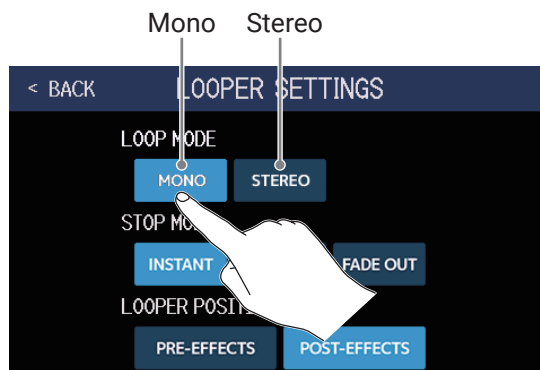 Mono Stereo
< BACK LOOPER SETTINGS
LOOP MODE
MONO STEREO
STOP
INSTANT FADE OUT
LOOPER
PRE-EFFECTS POST-EFFECTS